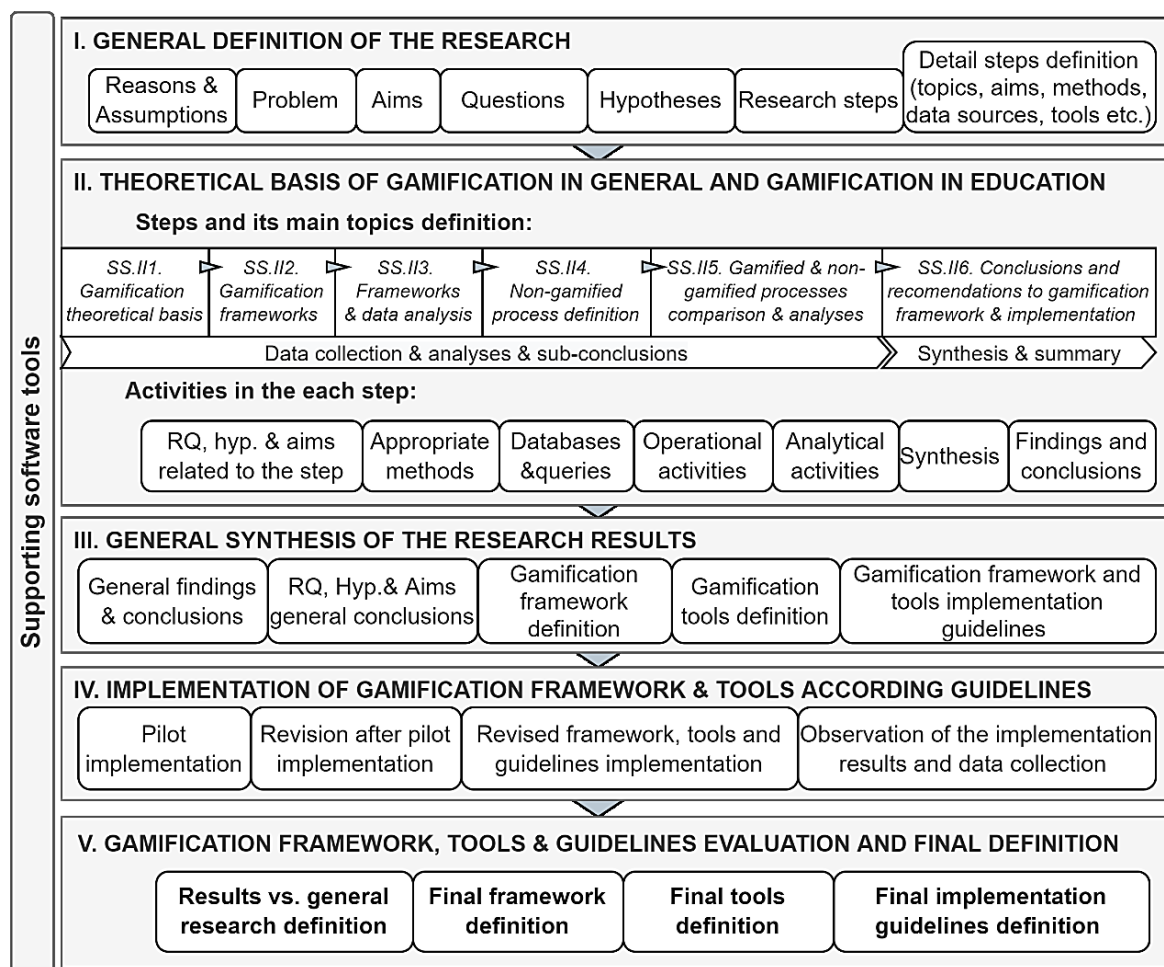 Supporting software tools
I. GENERAL DEFINITION OF THE RESEARCH
Reasons &
Assumptions
Problem
Aims
Questions
Hypotheses
Research steps
Detail steps definition
(topics, aims, methods,
data sources, tools etc.)
II. THEORETICAL BASIS OF GAMIFICATION IN GENERAL AND GAMIFICATION IN EDUCATION
Steps and its main topics definition:
SS.II1.
Gamification
theoretical basis
SS.II2.
Gamification
frameworks
SS.II3.
Frameworks
& data analysis
SS.II4.
Non-gamified
process definition
SS.II5. Gamified & non-
gamified processes
comparison & analyses
SS.II6. Conclusions and
recomendations to gamification
framework & implementation
Data collection & analyses & sub-conclusions
Synthesis & summary
Activities in the each step:
RQ, hyp. & aims
related to the step
Appropriate
methods
Databases
&queries
Operational
activities
Analytical
activities
Synthesis
Findings and
conclusions
III. GENERAL SYNTHESIS OF THE RESEARCH RESULTS
General findings
& conclusions
RQ, Hyp.& Aims
general conclusions
Gamification
framework
definition
Gamification
tools definition
Gamification framework and
tools implementation
guidelines
IV. IMPLEMENTATION OF GAMIFICATION FRAMEWORK & TOOLS ACCORDING GUIDELINES
Pilot
implementation
Revision after pilot
implementation
Revised framework, tools and
guidelines implementation
Observation of the implementation
results and data collection
V. GAMIFICATION FRAMEWORK, TOOLS & GUIDELINES EVALUATION AND FINAL DEFINITION
Results vs. general
research definition
Final framework
definition
Final tools
definition
Final implementation
guidelines definition